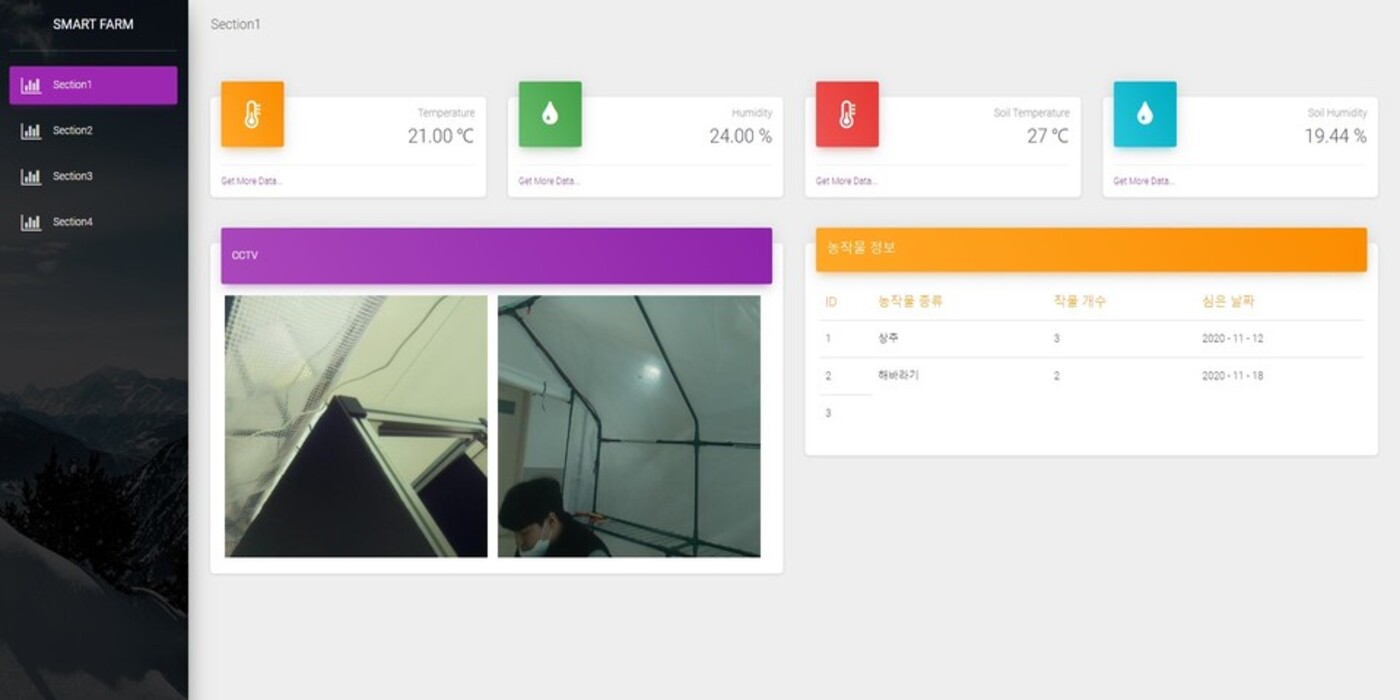 SMART FARM
Section1
Section2
Section3
Section4
Section1
Temperature
21.00 ℃
Get More Data...
Humidity
24.00 %
Get More Data...
Soil Temperature
27 ℃
Get More Data...
Soil Humidity
19.44 %
Get More Data...
CCTV
농작물 정보
ID 농작물 종류 작물 개수 심은 날짜
1 상추 3 2020-11-12
2 해바라기 2 2020-11-18
3